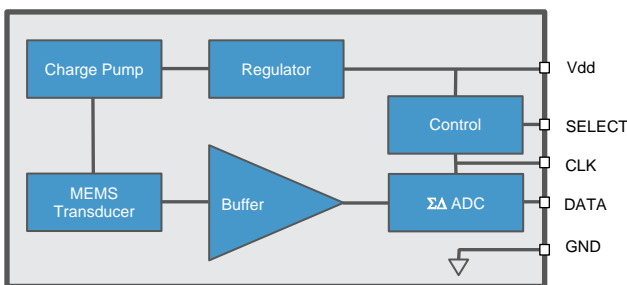 Charge Pump
Regulator
Vdd
Control
SELECT
CLK
MEMS
Transducer
Buffer
ΣΔ ADC
DATA
GND